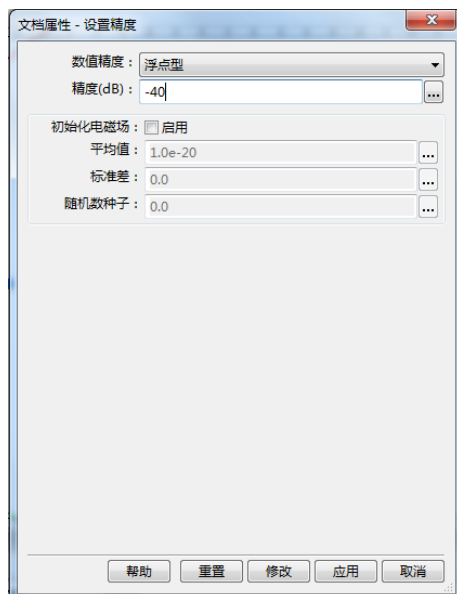 文档属性 - 设置精度
数值精度： 浮点型
精度(dB)： -40 ...
初始化电磁场： 启用
平均值： 1.0e-20 ...
标准差： 0.0 ...
随机数种子： 0.0 ...
帮助 重置 修改 应用 取消